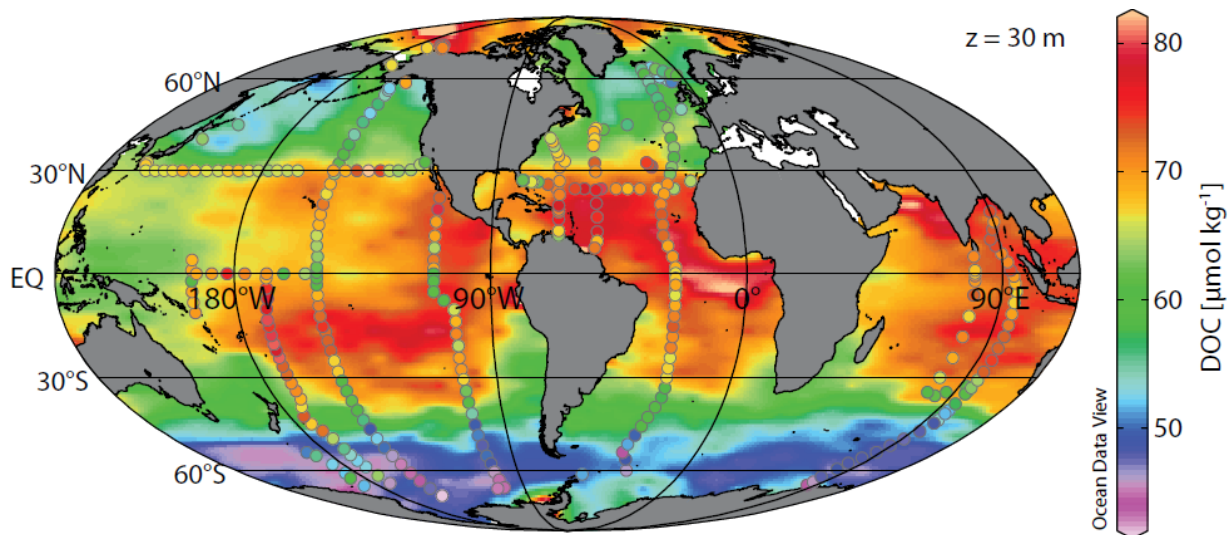 z = 30 m
60°N
30°N
EQ
180°W
90°W
0°
90°E
30°S
60°S
80
70
60
50
DOC [μmol kg⁻¹]
Ocean Data View